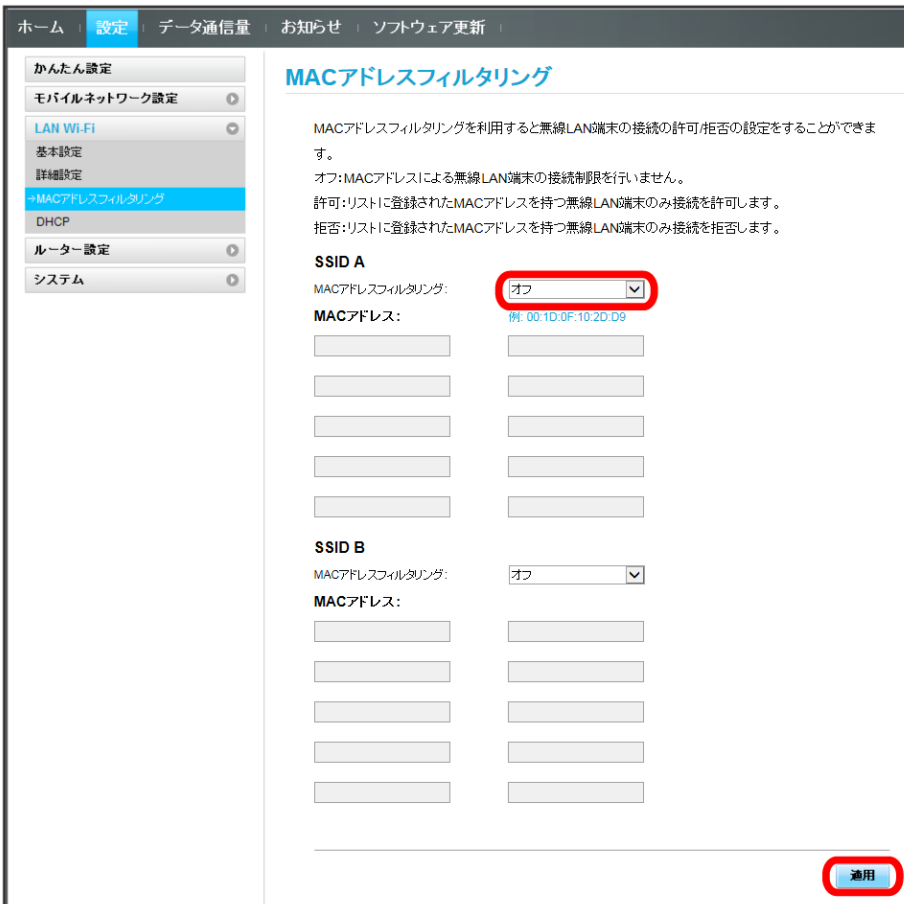 ホーム 設定 データ通信量 お知らせ ソフトウェア更新
かんたん設定
モバイルネットワーク設定
LAN Wi-Fi
基本設定
詳細設定
→MACアドレスフィルタリング
DHCP
ルーター設定
システム
MACアドレスフィルタリング
MACアドレスフィルタリングを利用すると無線LAN端末の接続の許可/拒否の設定をすることができま
す。
オフ:MACアドレスによる無線LAN端末の接続制限を行いません。
許可:リストに登録されたMACアドレスを持つ無線LAN端末のみ接続を許可します。
拒否:リストに登録されたMACアドレスを持つ無線LAN端末のみ接続を拒否します。
SSID A
MACアドレスフィルタリング: オフ
MACアドレス: 例: 00:1D:0F:10:2D:D9
SSID B
MACアドレスフィルタリング: オフ
MACアドレス:
適用